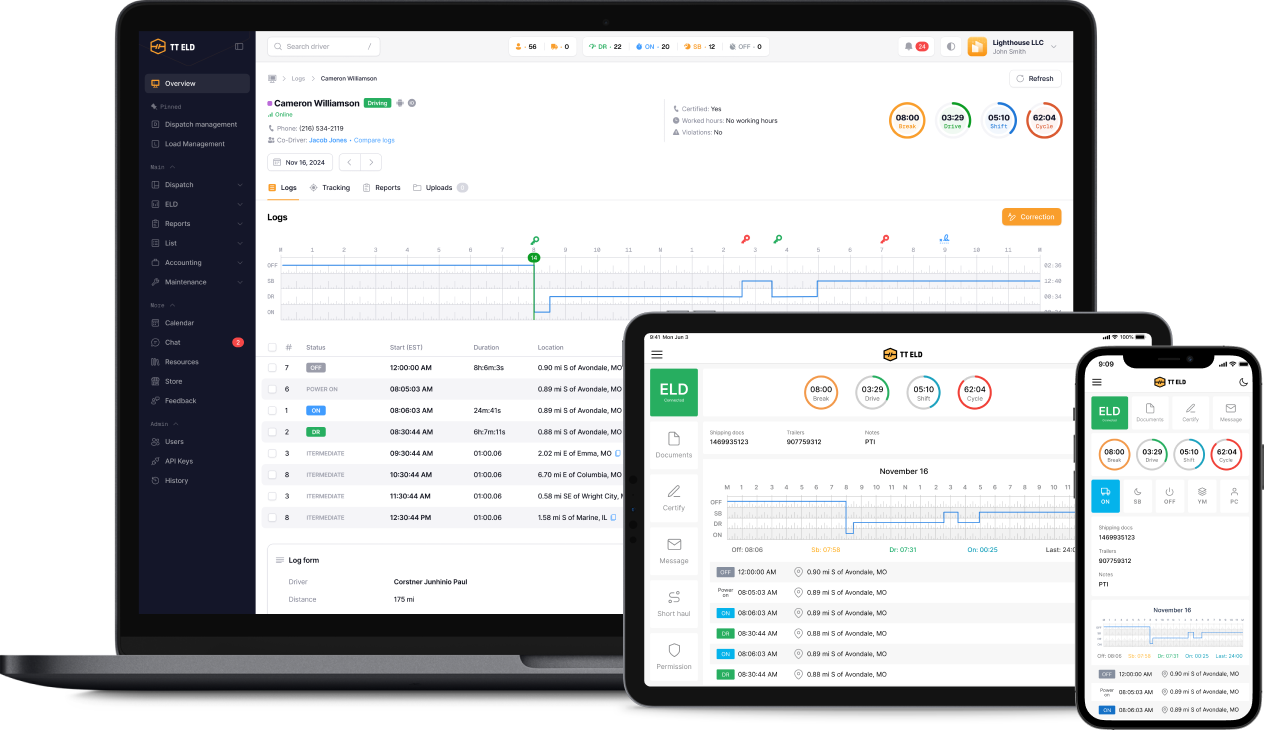 TT ELD
Search driver /
56 0
DR · 22 ON · 20 SB · 12 OFF · 0
24
Lighthouse LLC
John Smith
Overview
Pinned
Dispatch management
Load Management
Main
Dispatch
ELD
Reports
List
Accounting
Maintenance
More
Calendar
Chat 2
Resources
Store
Feedback
Admin
Users
API Keys
History
Logs Cameron Williamson
Refresh
Cameron Williamson Driving
Online
Phone: (216) 534-2119
Co-Driver: Jacob Jones • Compare logs
Certified: Yes
Worked hours: No working hours
Violations: No
08:00 Break
03:29 Drive
05:10 Shift
62:04 Cycle
Nov 16, 2024
Logs Tracking Reports Uploads 0
Logs
Correction
M 1 2 3 4 5 6 7 8 9 10 11 N 1 2 3 4 5 6 7 8 9 10 11 M
14
OFF 02:36
SB 12:48
DR 08:34
ON
# Status Start (EST) Duration Location
7 OFF 12:00:00 AM 8h:6m:3s 0.90 mi S of Avondale, MO
6 POWER ON 08:05:03 AM 0.89 mi S of Avondale, MO
1 ON 08:06:03 AM 24m:41s 0.89 mi S of Avondale, MO
2 DR 08:30:44 AM 6h:7m:11s 0.88 mi S of Avondale, MO
3 ITERMEDIATE 09:30:44 AM 01:00.06 2.02 mi E of Emma, MO
8 ITERMEDIATE 10:30:44 AM 01:00.06 6.70 mi E of Columbia, MO
3 ITERMEDIATE 11:30:44 AM 01:00.06 0.58 mi SE of Wright City,
8 ITERMEDIATE 12:30:44 PM 01:00.06 1.58 mi S of Marine, IL
Log form
Driver Corstner Junhinio Paul
Distance 175 mi
9:41 Mon Jun 3 100%
TT ELD
ELD
Connected
Documents
Certify
Message
Short haul
Permission
08:00 Break
03:29 Drive
05:10 Shift
62:04 Cycle
Shipping docs Trailers Notes
1469935123 907759312 PTI
November 16
M 1 2 3 4 5 6 7 8 9 10 11 N 1 2 3 4 5 6 7 8 9 10 11
OFF
SB
DR
ON
Off: 08:06 Sb: 07:58 Dr: 07:31 On: 00:25 Last: 24:0
OFF 12:00:00 AM 0.90 mi S of Avondale, MO
Power on 08:05:03 AM 0.89 mi S of Avondale, MO
ON 08:06:03 AM 0.89 mi S of Avondale, MO
DR 08:30:44 AM 0.88 mi S of Avondale, MO
ON 08:06:03 AM 0.89 mi S of Avondale, MO
DR 08:30:44 AM 0.88 mi S of Avondale, MO
9:09
TT ELD
ELD
Documents Certify Message
08:00 Break
03:29 Drive
05:10 Shift
62:04 Cycle
ON SB OFF YM PC
Shipping docs
1469935123
Trailers
907759312
Notes
PTI
November 16
Off: 08:06 Sb: 07:58 Dr: 07:31 On: 00:25 Last: 24:00
OFF 12:00:00 AM 0.90 mi S of Avondale, MO
Power on 08:05:03 AM 0.89 mi S of Avondale, MO
ON 08:06:03 AM 0.89 mi S of Avondale, MO